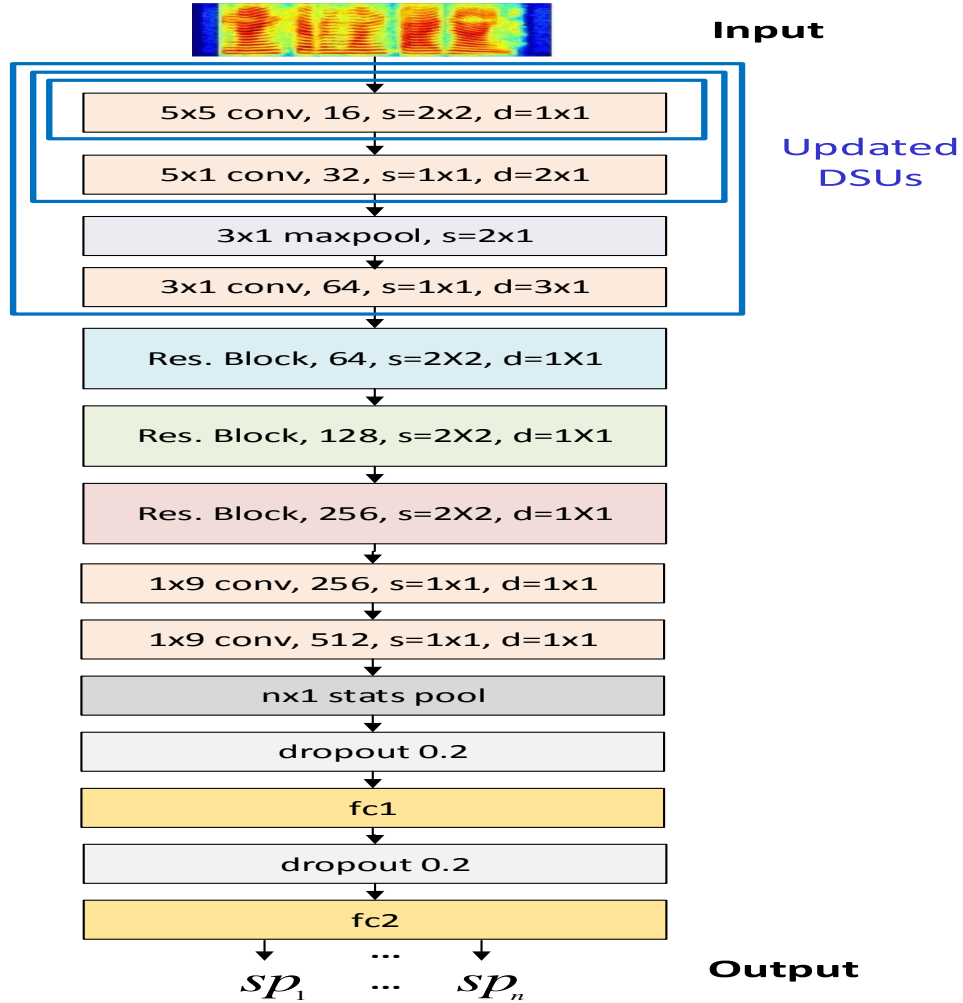 Input
5x5 conv, 16, s=2x2, d=1x1
Updated
DSUs
5x1 conv, 32, s=1x1, d=2x1
3x1 maxpool, s=2x1
3x1 conv, 64, s=1x1, d=3x1
Res. Block, 64, s=2X2, d=1X1
Res. Block, 128, s=2X2, d=1X1
Res. Block, 256, s=2X2, d=1X1
1x9 conv, 256, s=1x1, d=1x1
1x9 conv, 512, s=1x1, d=1x1
nx1 stats pool
dropout 0.2
fc1
dropout 0.2
fc2
...
Output
sp₁ ... spₙ